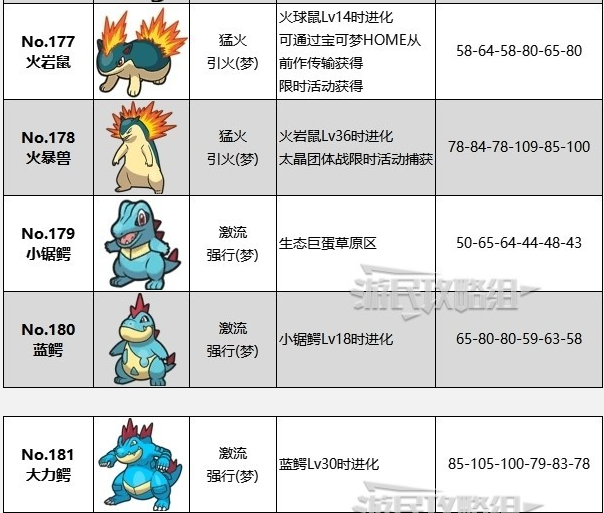 No.177
火岩鼠
猛火
引火(梦)
火球鼠Lv14时进化
可通过宝可梦HOME从
前作传输获得
限时活动获得
58-64-58-80-65-80
No.178
火暴兽
猛火
引火(梦)
火岩鼠Lv36时进化
太晶团体战限时活动捕获
78-84-78-109-85-100
No.179
小锯鳄
激流
强行(梦)
生态巨蛋草原区
50-65-64-44-48-43
游民攻略组
No.180
蓝鳄
激流
强行(梦)
小锯鳄Lv18时进化
65-80-80-59-63-58
No.181
大力鳄
激流
强行(梦)
蓝鳄Lv30时进化
85-105-100-79-83-78
游民攻略组